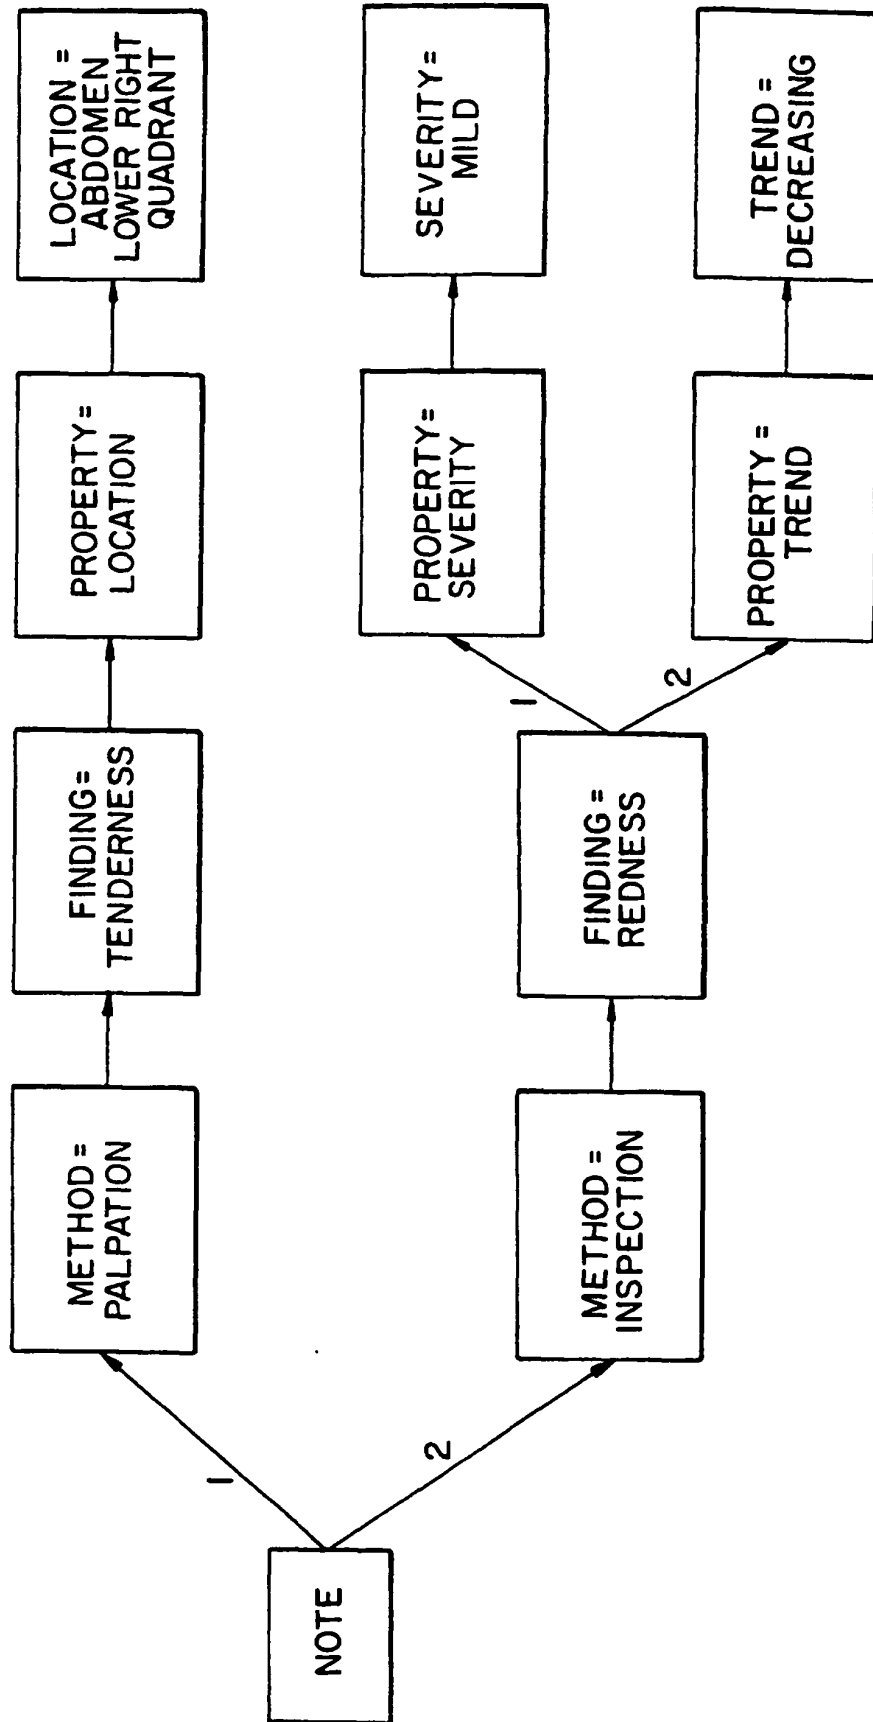 NOTE
1
2
METHOD =
PALPATION
METHOD =
INSPECTION
FINDING =
TENDERNESS
FINDING =
REDNESS
1
2
PROPERTY =
LOCATION
PROPERTY =
SEVERITY
PROPERTY =
TREND
LOCATION =
ABDOMEN
LOWER RIGHT
QUADRANT
SEVERITY =
MILD
TREND =
DECREASING